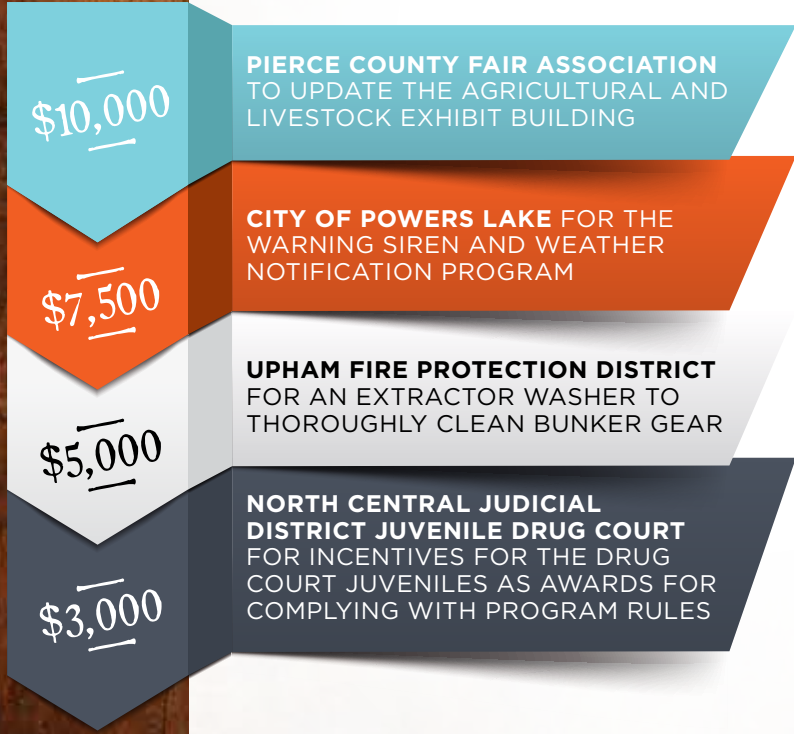 $10,000
PIERCE COUNTY FAIR ASSOCIATION
TO UPDATE THE AGRICULTURAL AND
LIVESTOCK EXHIBIT BUILDING
$7,500
CITY OF POWERS LAKE FOR THE
WARNING SIREN AND WEATHER
NOTIFICATION PROGRAM
$5,000
UPHAM FIRE PROTECTION DISTRICT
FOR AN EXTRACTOR WASHER TO
THOROUGHLY CLEAN BUNKER GEAR
$3,000
NORTH CENTRAL JUDICIAL
DISTRICT JUVENILE DRUG COURT
FOR INCENTIVES FOR THE DRUG
COURT JUVENILES AS AWARDS FOR
COMPLYING WITH PROGRAM RULES